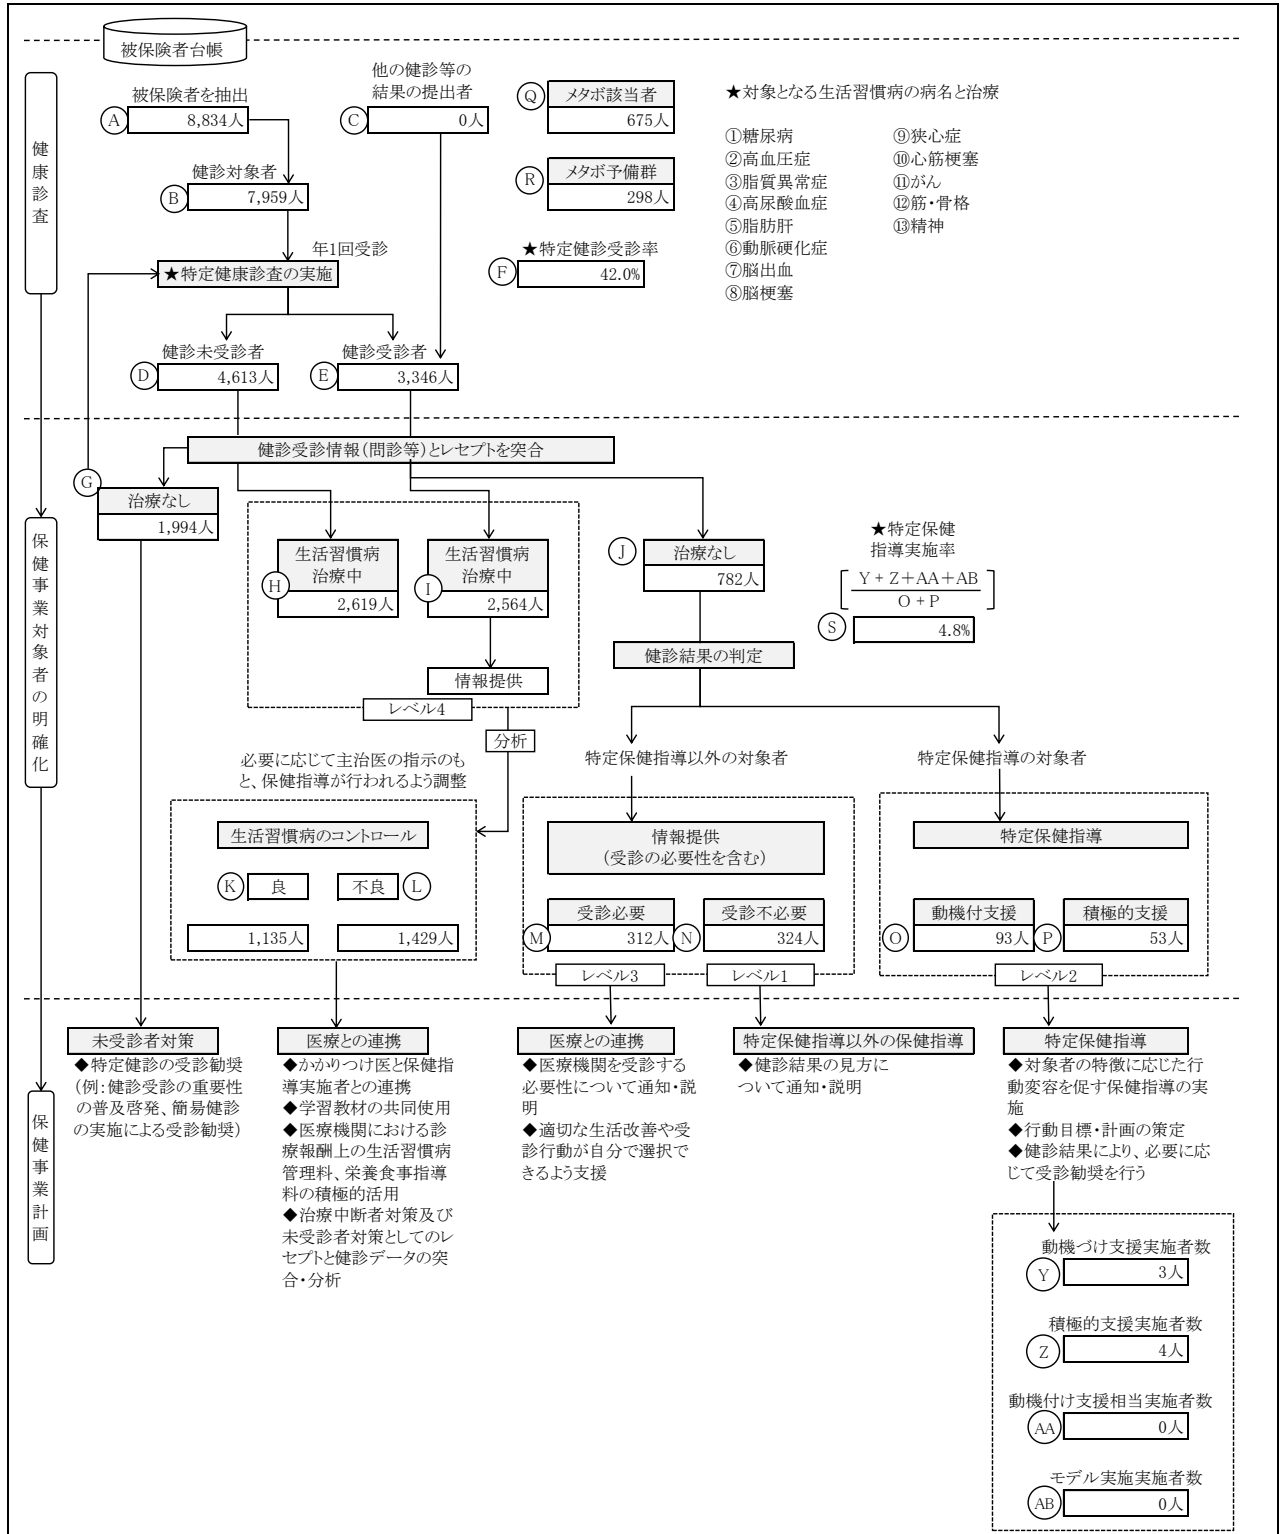 被保険者台帳
健康診査
被保険者を抽出
A
8,834人
他の健診等の
結果の提出者
C
0人
健診対象者
B
7,959人
年1回受診
★特定健康診査の実施
健診未受診者
D
4,613人
健診受診者
E
3,346人
Q
メタボ該当者
675人
R
メタボ予備群
298人
★特定健診受診率
F
42.0%
★対象となる生活習慣病の病名と治療
①糖尿病
②高血圧症
③脂質異常症
④高尿酸血症
⑤脂肪肝
⑥動脈硬化症
⑦脳出血
⑧脳梗塞
⑨狭心症
⑩心筋梗塞
⑪がん
⑫筋・骨格
⑬精神
保健事業対象者の明確化
健診受診情報(問診等)とレセプトを突合
G
治療なし
1,994人
生活習慣病
治療中
H
2,619人
生活習慣病
治療中
I
2,564人
情報提供
レベル4
J
治療なし
782人
★特定保健
指導実施率
Y + Z+AA+AB
O + P
S
4.8%
健診結果の判定
分析
必要に応じて主治医の指示のも
と、保健指導が行われるよう調整
特定保健指導以外の対象者
特定保健指導の対象者
生活習慣病のコントロール
K
良
不良
L
1,135人
1,429人
情報提供
(受診の必要性を含む)
受診必要
M
312人
受診不必要
N
324人
レベル3
レベル1
特定保健指導
動機付支援
O
93人
積極的支援
P
53人
レベル2
保健事業計画
未受診者対策
◆特定健診の受診勧奨
(例:健診受診の重要性
の普及啓発、簡易健診
の実施による受診勧奨)
医療との連携
◆かかりつけ医と保健指
導実施者との連携
◆学習教材の共同使用
◆医療機関における診
療報酬上の生活習慣病
管理料、栄養食事指導
料の積極的活用
◆治療中断者対策及び
未受診者対策としてのレ
セプトと健診データの突
合・分析
医療との連携
◆医療機関を受診する
必要性について通知・説
明
◆適切な生活改善や受
診行動が自分で選択で
きるよう支援
特定保健指導以外の保健指導
◆健診結果の見方に
ついて通知・説明
特定保健指導
◆対象者の特徴に応じた行
動変容を促す保健指導の実
施
◆行動目標・計画の策定
◆健診結果により、必要に応
じて受診勧奨を行う
動機づけ支援実施者数
Y
3人
積極的支援実施者数
Z
4人
動機付け支援相当実施者数
AA
0人
モデル実施実施者数
AB
0人